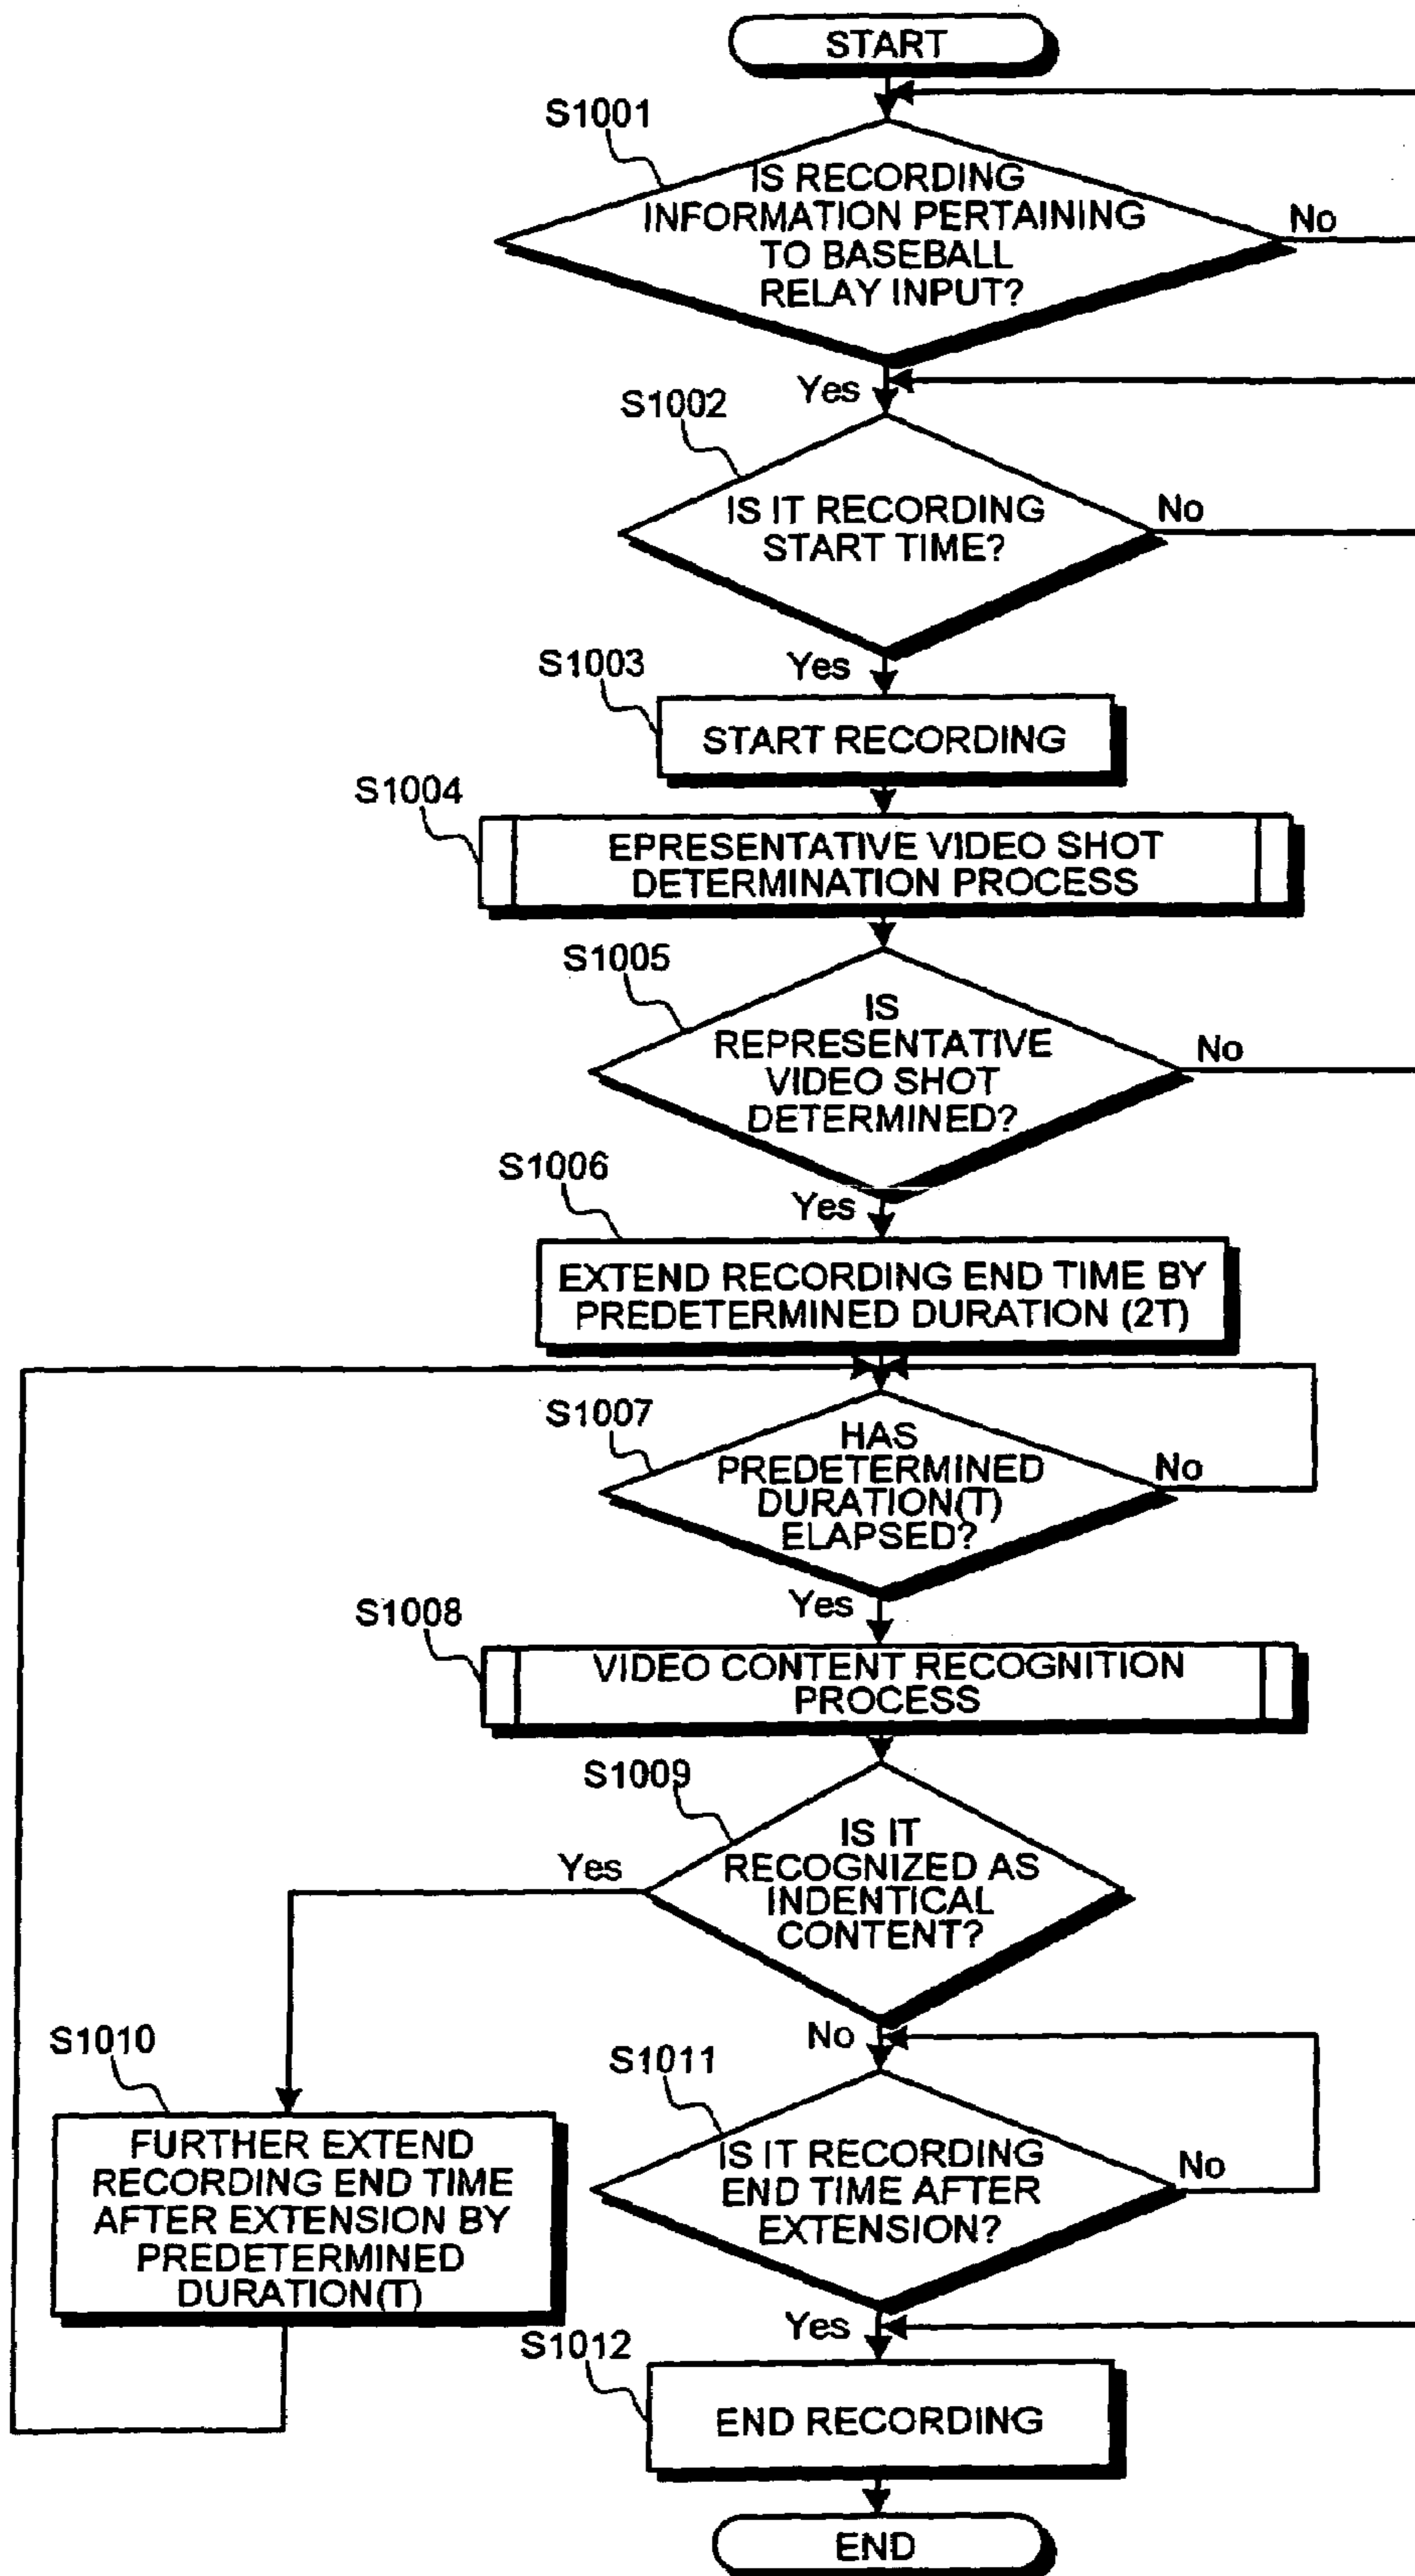 START
S1001
IS RECORDING
INFORMATION PERTAINING
TO BASEBALL
RELAY INPUT?
No
Yes
S1002
IS IT RECORDING
START TIME?
No
Yes
S1003
START RECORDING
S1004
EPRESENTATIVE VIDEO SHOT
DETERMINATION PROCESS
S1005
IS
REPRESENTATIVE
VIDEO SHOT
DETERMINED?
No
Yes
S1006
EXTEND RECORDING END TIME BY
PREDETERMINED DURATION (2T)
S1007
HAS
PREDETERMINED
DURATION(T)
ELAPSED?
No
Yes
S1008
VIDEO CONTENT RECOGNITION
PROCESS
S1009
IS IT
RECOGNIZED AS
INDENTICAL
CONTENT?
Yes
No
S1010
FURTHER EXTEND
RECORDING END TIME
AFTER EXTENSION BY
PREDETERMINED
DURATION(T)
S1011
IS IT RECORDING
END TIME AFTER
EXTENSION?
No
Yes
S1012
END RECORDING
END